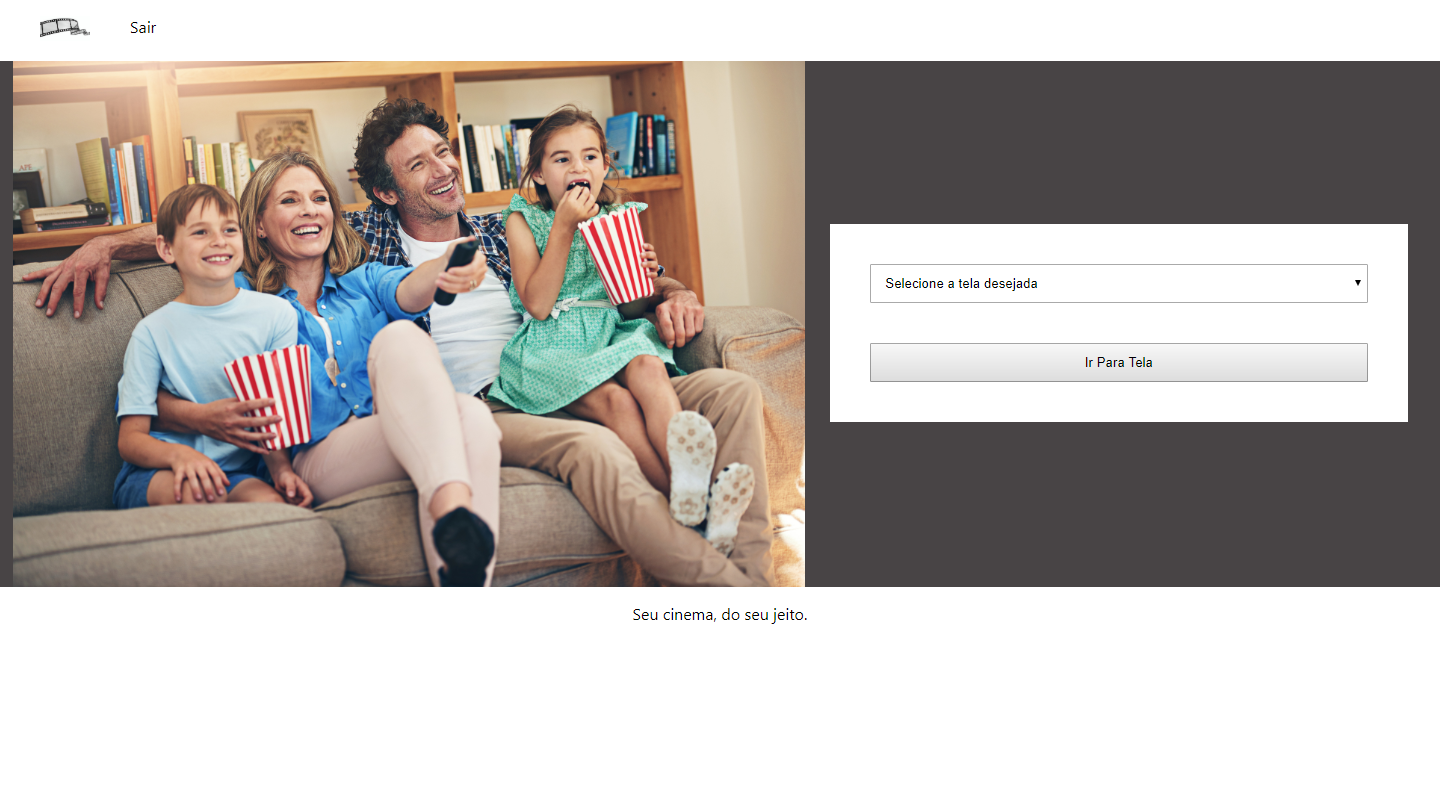 Sair
Selecione a tela desejada
Ir Para Tela
Seu cinema, do seu jeito.